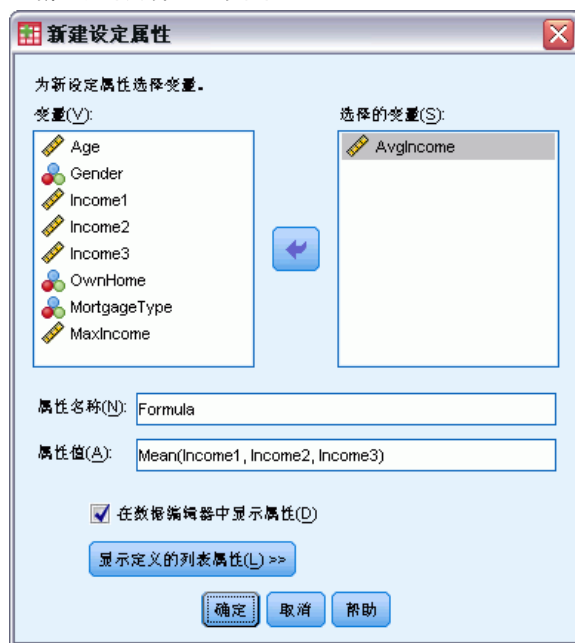 新建设定属性
为新设定属性选择变量。
变量(V):
选择的变量(S):
Age
Gender
Income1
Income2
Income3
OwnHome
MortgageType
MaxIncome
AvgIncome
属性名称(N):
Formula
属性值(A):
Mean(Income1, Income2, Income3)
在数据编辑器中显示属性(D)
显示定义的列表属性(L) >>
确定
取消
帮助